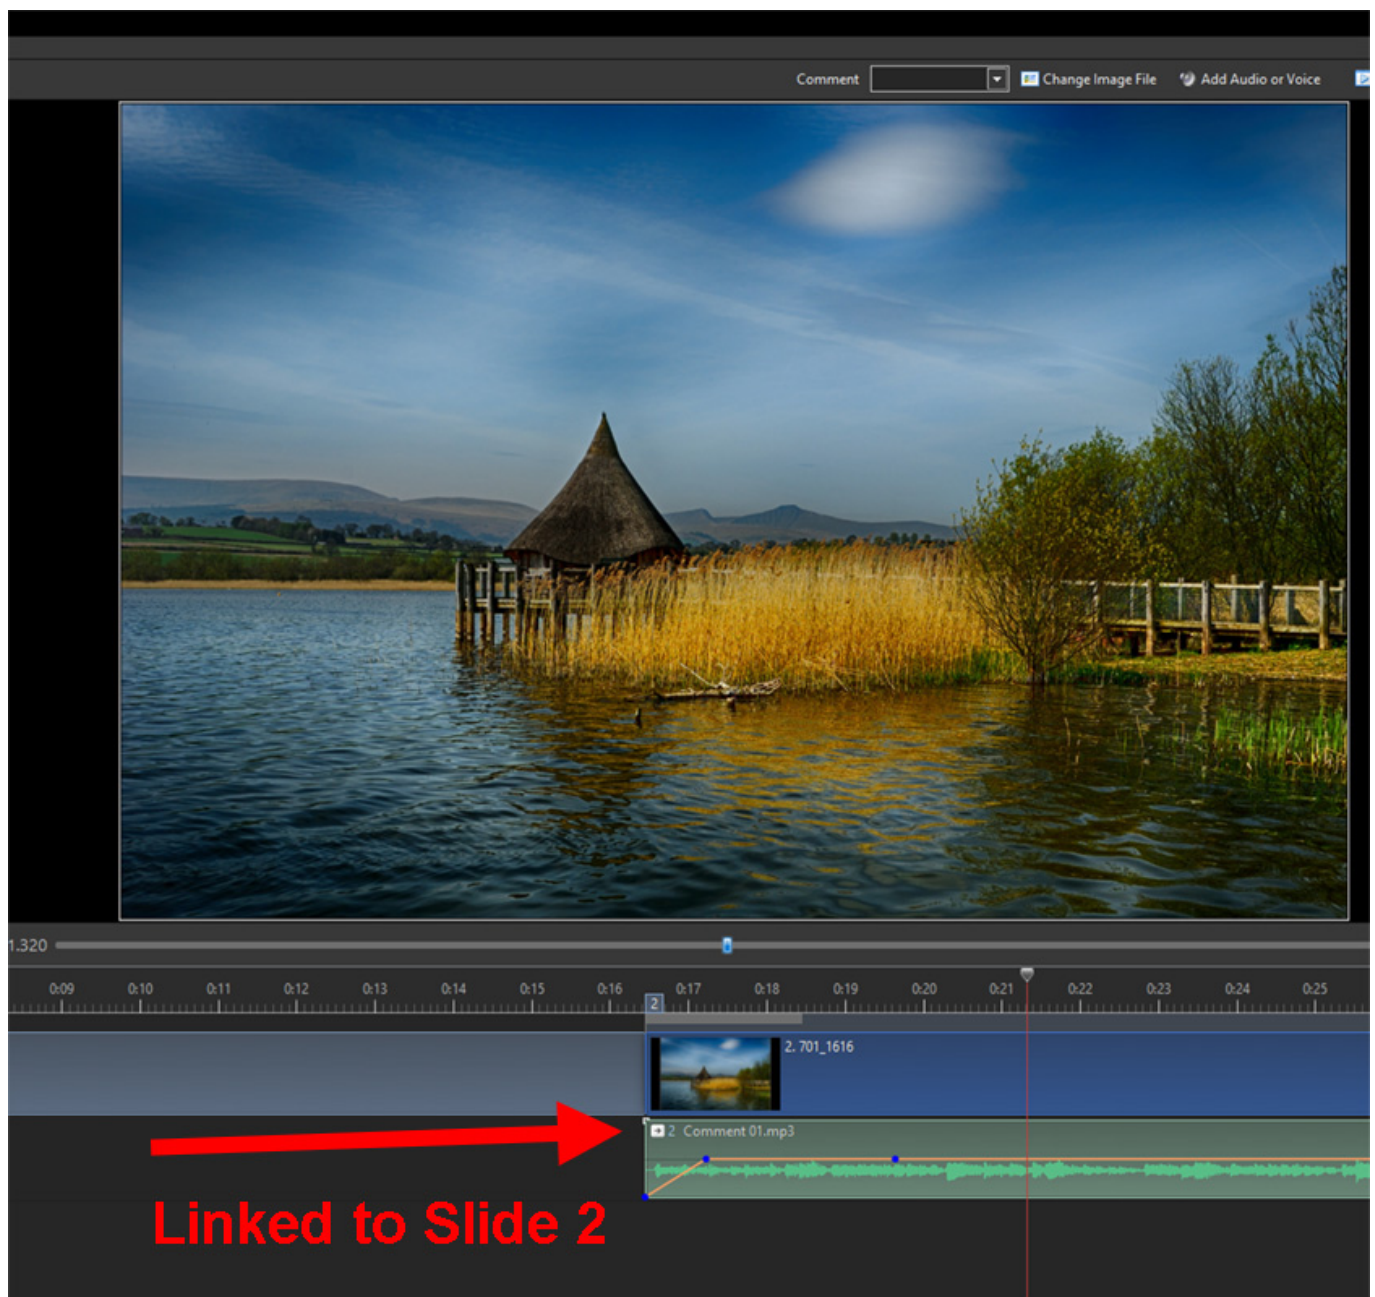 Comment
Change Image File
Add Audio or Voice
1.320
0:09 0:10 0:11 0:12 0:13 0:14 0:15 0:16 0:17 0:18 0:19 0:20 0:21 0:22 0:23 0:24 0:25
2
2. 701_1616
2 Comment 01.mp3
Linked to Slide 2